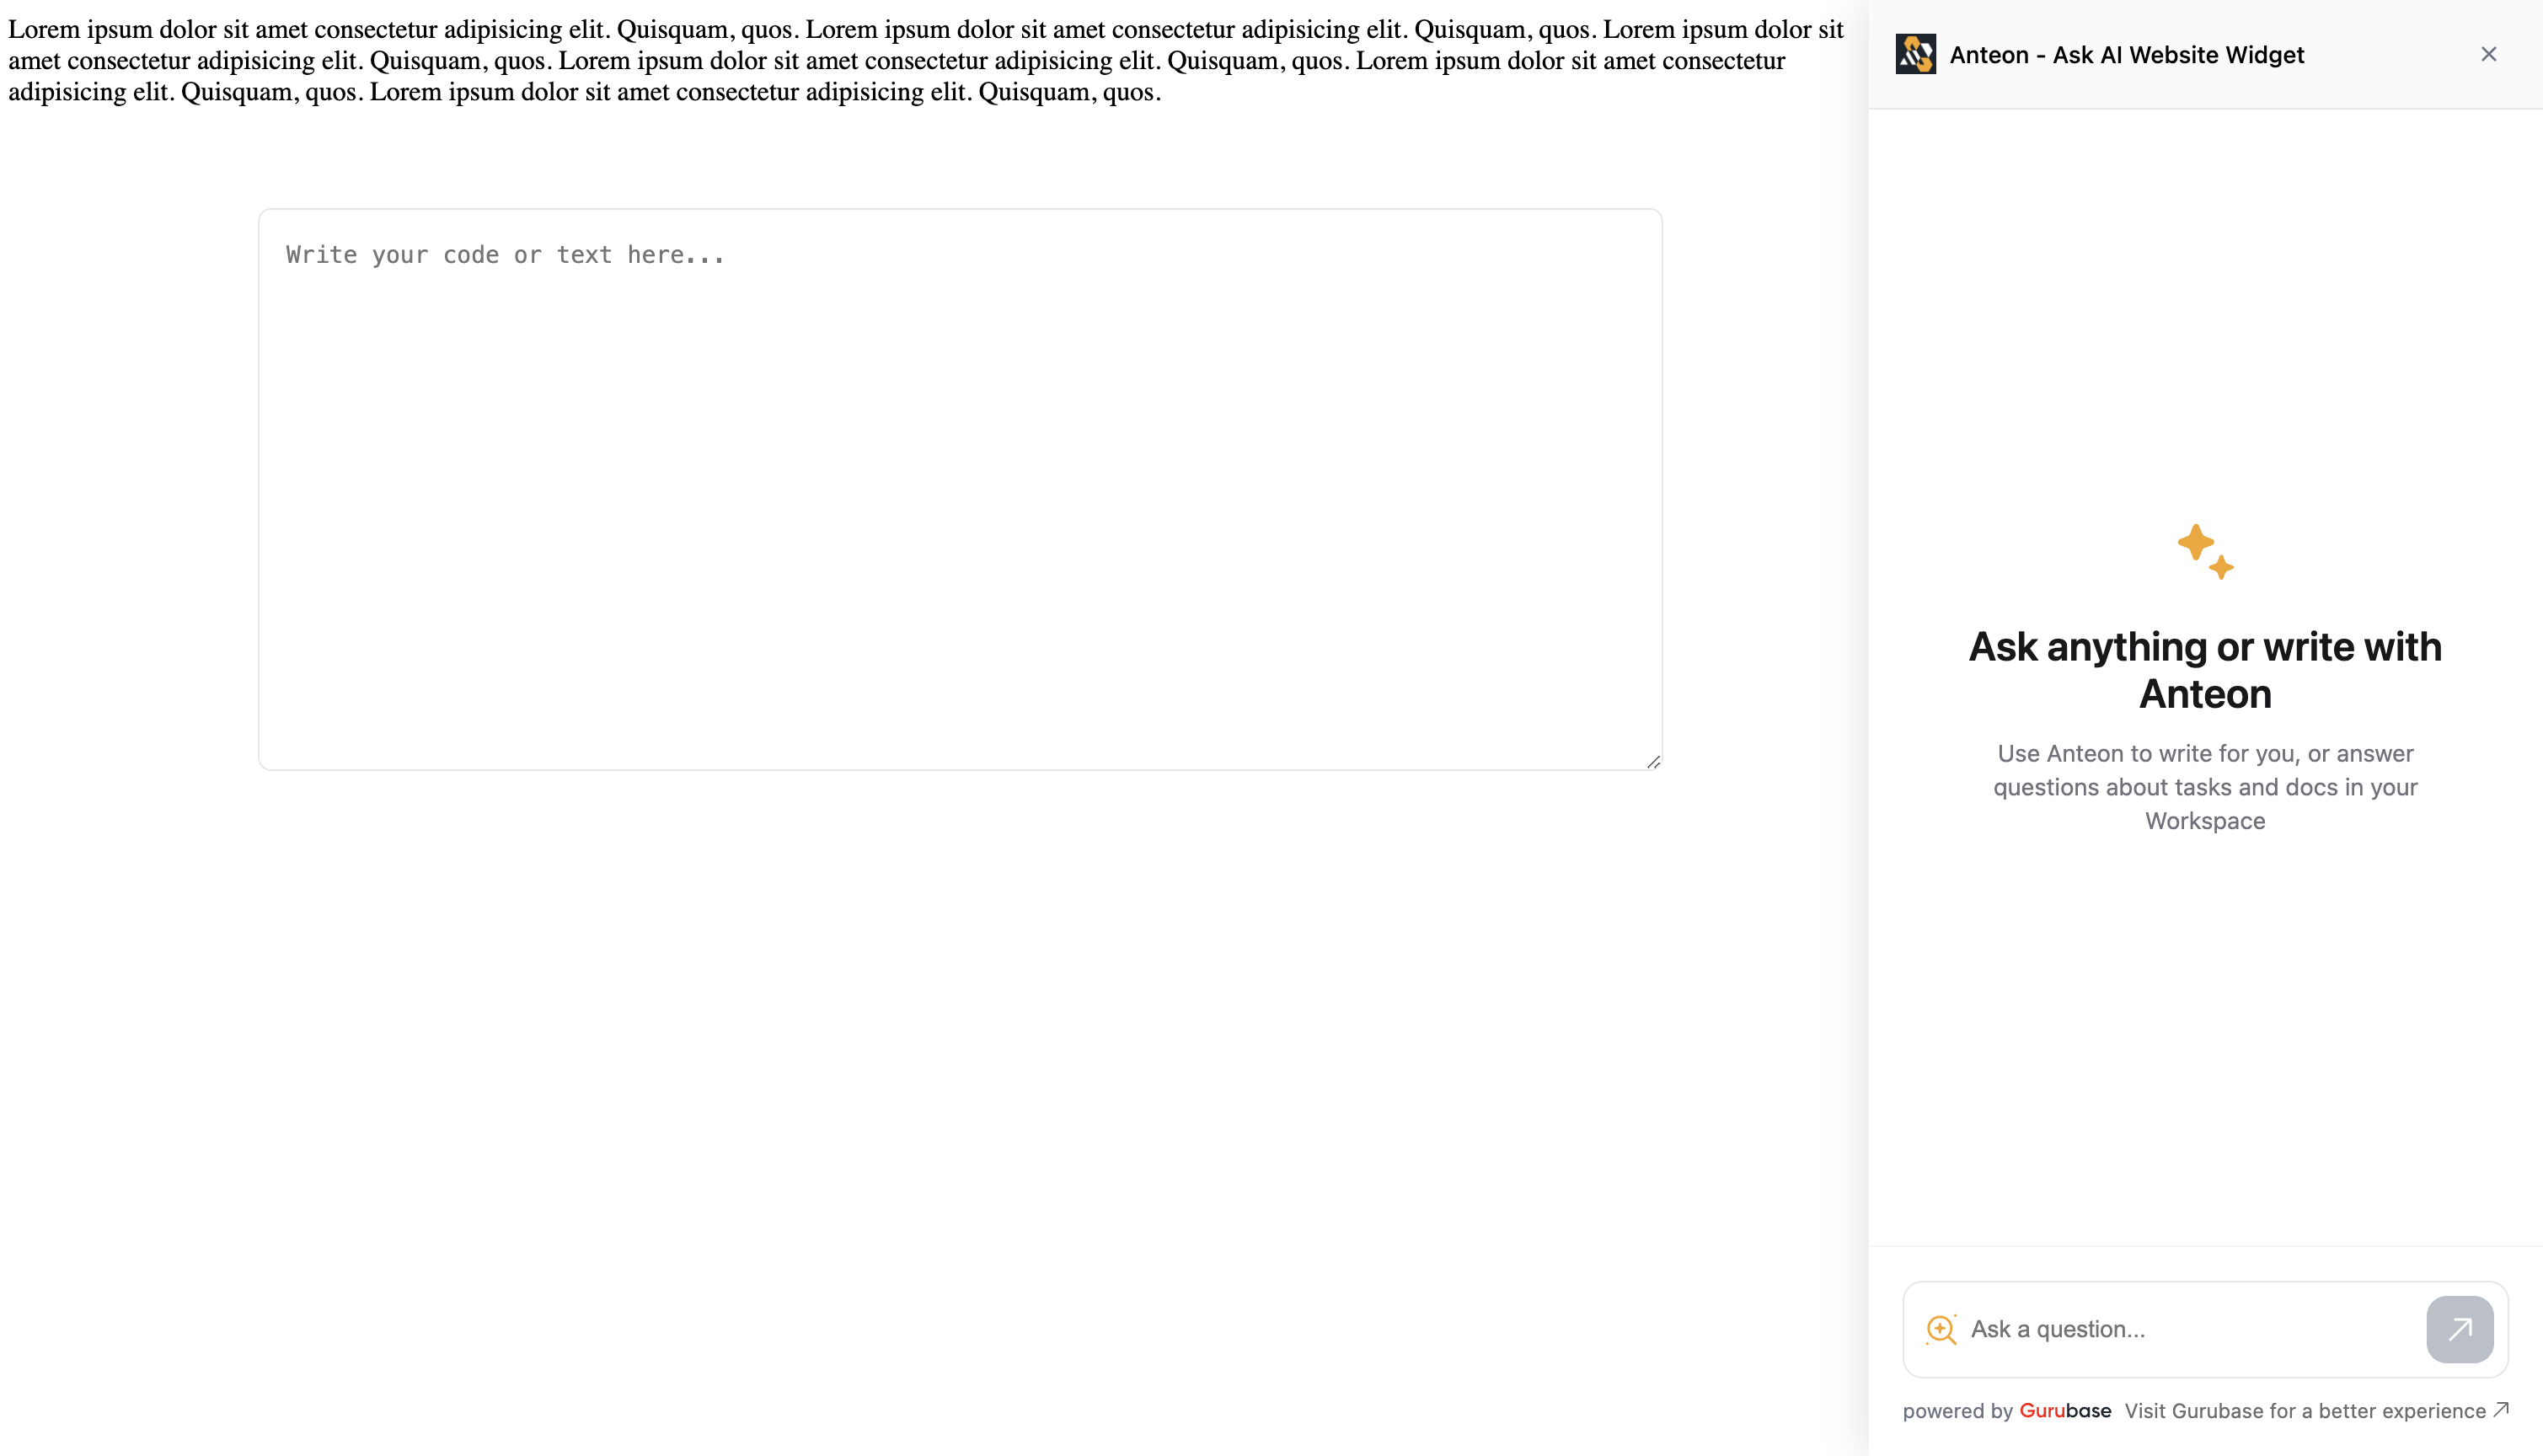 Lorem ipsum dolor sit amet consectetur adipisicing elit. Quisquam, quos. Lorem ipsum dolor sit amet consectetur adipisicing elit. Quisquam, quos. Lorem ipsum dolor sit
amet consectetur adipisicing elit. Quisquam, quos. Lorem ipsum dolor sit amet consectetur adipisicing elit. Quisquam, quos. Lorem ipsum dolor sit amet consectetur
adipisicing elit. Quisquam, quos. Lorem ipsum dolor sit amet consectetur adipisicing elit. Quisquam, quos.
Write your code or text here...
Anteon - Ask AI Website Widget
Ask anything or write with
Anteon
Use Anteon to write for you, or answer
questions about tasks and docs in your
Workspace
Ask a question...
powered by Gurubase Visit Gurubase for a better experience